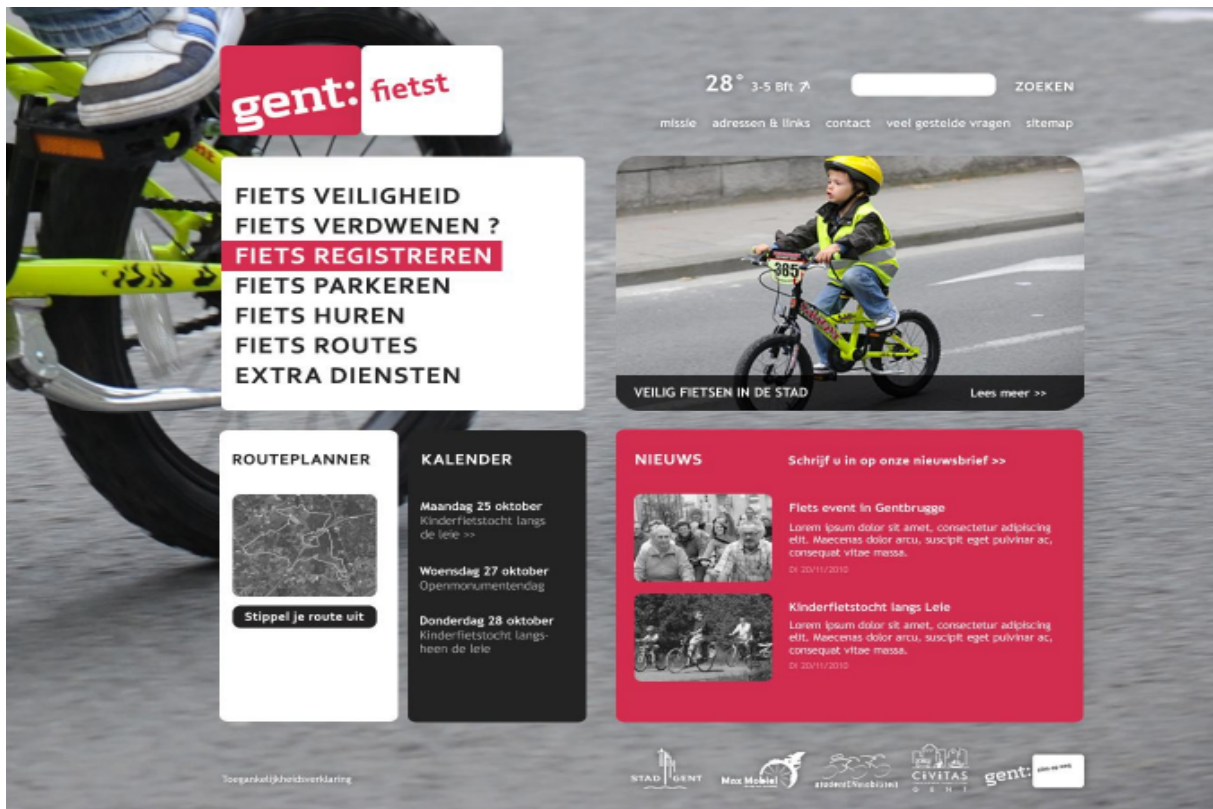 gent: fietst
28° 3-5 Bft
ZOEKEN
missie adressen & links contact veel gestelde vragen sitemap
FIETS VEILIGHEID
FIETS VERDWENEN ?
FIETS REGISTREREN
FIETS PARKEREN
FIETS HUREN
FIETS ROUTES
EXTRA DIENSTEN
385
VEILIG FIETSEN IN DE STAD
Lees meer >>
ROUTEPLANNER
Stippel je route uit
KALENDER
Maandag 25 oktober
Kinderfietstocht langs
de leie >>
Woensdag 27 oktober
Openmonumentendag
Donderdag 28 oktober
Kinderfietstocht langs-
heen de leie
NIEUWS
Schrijf u in op onze nieuwsbrief >>
Fiets event in Gentbrugge
Lorem ipsum dolor sit amet, consectetur adipiscing
elit. Maecenas dolor arcu, suscipit eget pulvinar ac,
consequat vitae massa.
DI 20/11/2010
Kinderfietstocht langs Leie
Lorem ipsum dolor sit amet, consectetur adipiscing
elit. Maecenas dolor arcu, suscipit eget pulvinar ac,
consequat vitae massa.
DI 20/11/2010
Toegankelijkheidsverklaring
STAD GENT
Max Mobiel
studentENmobiliteit
CiViTAS
GENT
gent: